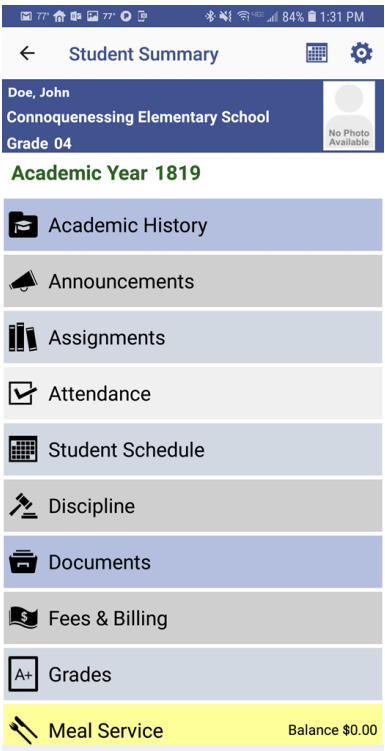 77° 77° 84% 1:31 PM
Student Summary
Doe, John
Connoquenessing Elementary School
Grade 04
No Photo
Available
Academic Year 1819
Academic History
Announcements
Assignments
Attendance
Student Schedule
Discipline
Documents
$ Fees & Billing
A+ Grades
Meal Service Balance $0.00